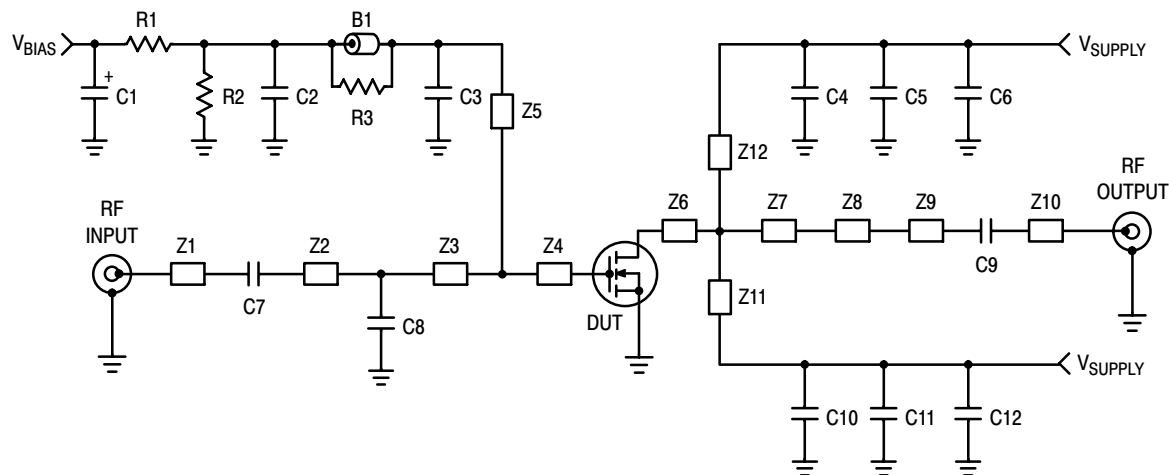 R1
B1
VBIAS
+
C1
R2
C2
R3
C3
Z5
VSUPPLY
C4
C5
C6
Z12
RF
INPUT
Z1
C7
Z2
C8
Z3
Z4
DUT
Z6
Z7
Z8
Z9
C9
Z10
RF
OUTPUT
Z11
VSUPPLY
C10
C11
C12